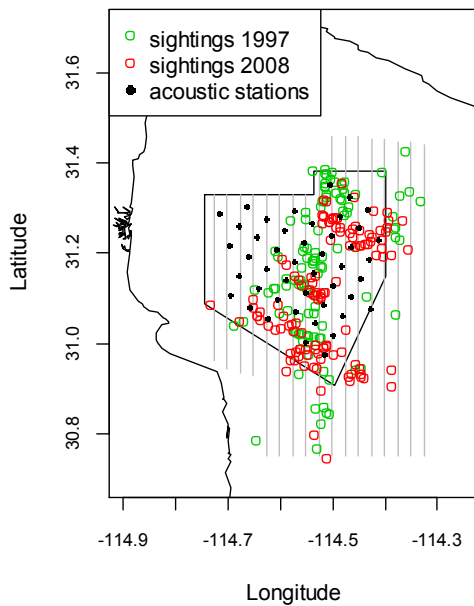 sightings 1997
sightings 2008
acoustic stations
31.6
31.4
31.2
31.0
30.8
Latitude
-114.9
-114.7
-114.5
-114.3
Longitude